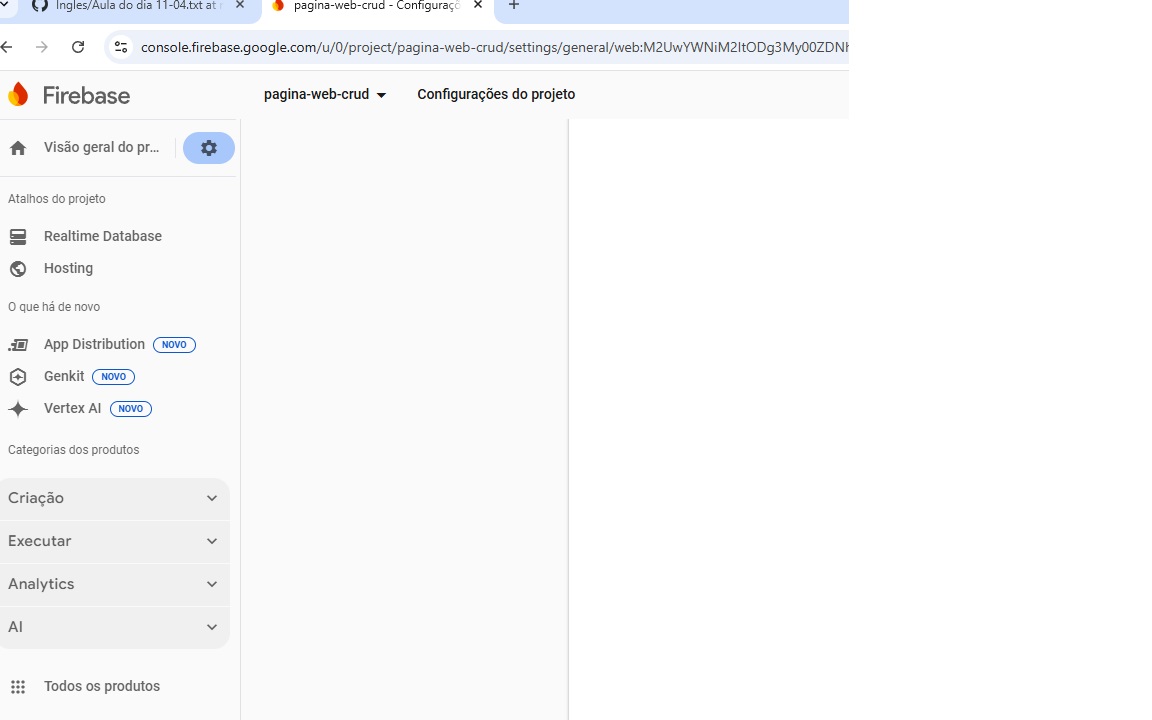 Ingles/Aula do dia 11-04.txt at
pagina-web-crud - Configuraçõ
console.firebase.google.com/u/0/project/pagina-web-crud/settings/general/web:M2UwYWNiM2ItODg3My00ZDN
Firebase
pagina-web-crud
Configurações do projeto
Visão geral do pr...
Atalhos do projeto
Realtime Database
Hosting
O que há de novo
App Distribution NOVO
Genkit NOVO
Vertex AI NOVO
Categorias dos produtos
Criação
Executar
Analytics
AI
Todos os produtos